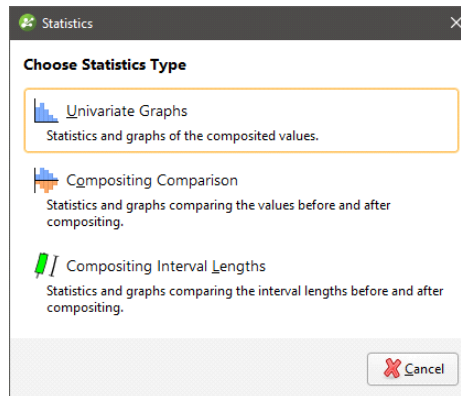 Statistics
Choose Statistics Type
Univariate Graphs
Statistics and graphs of the composited values.
Compositing Comparison
Statistics and graphs comparing the values before and after
compositing.
Compositing Interval Lengths
Statistics and graphs comparing the interval lengths before and after
compositing.
Cancel